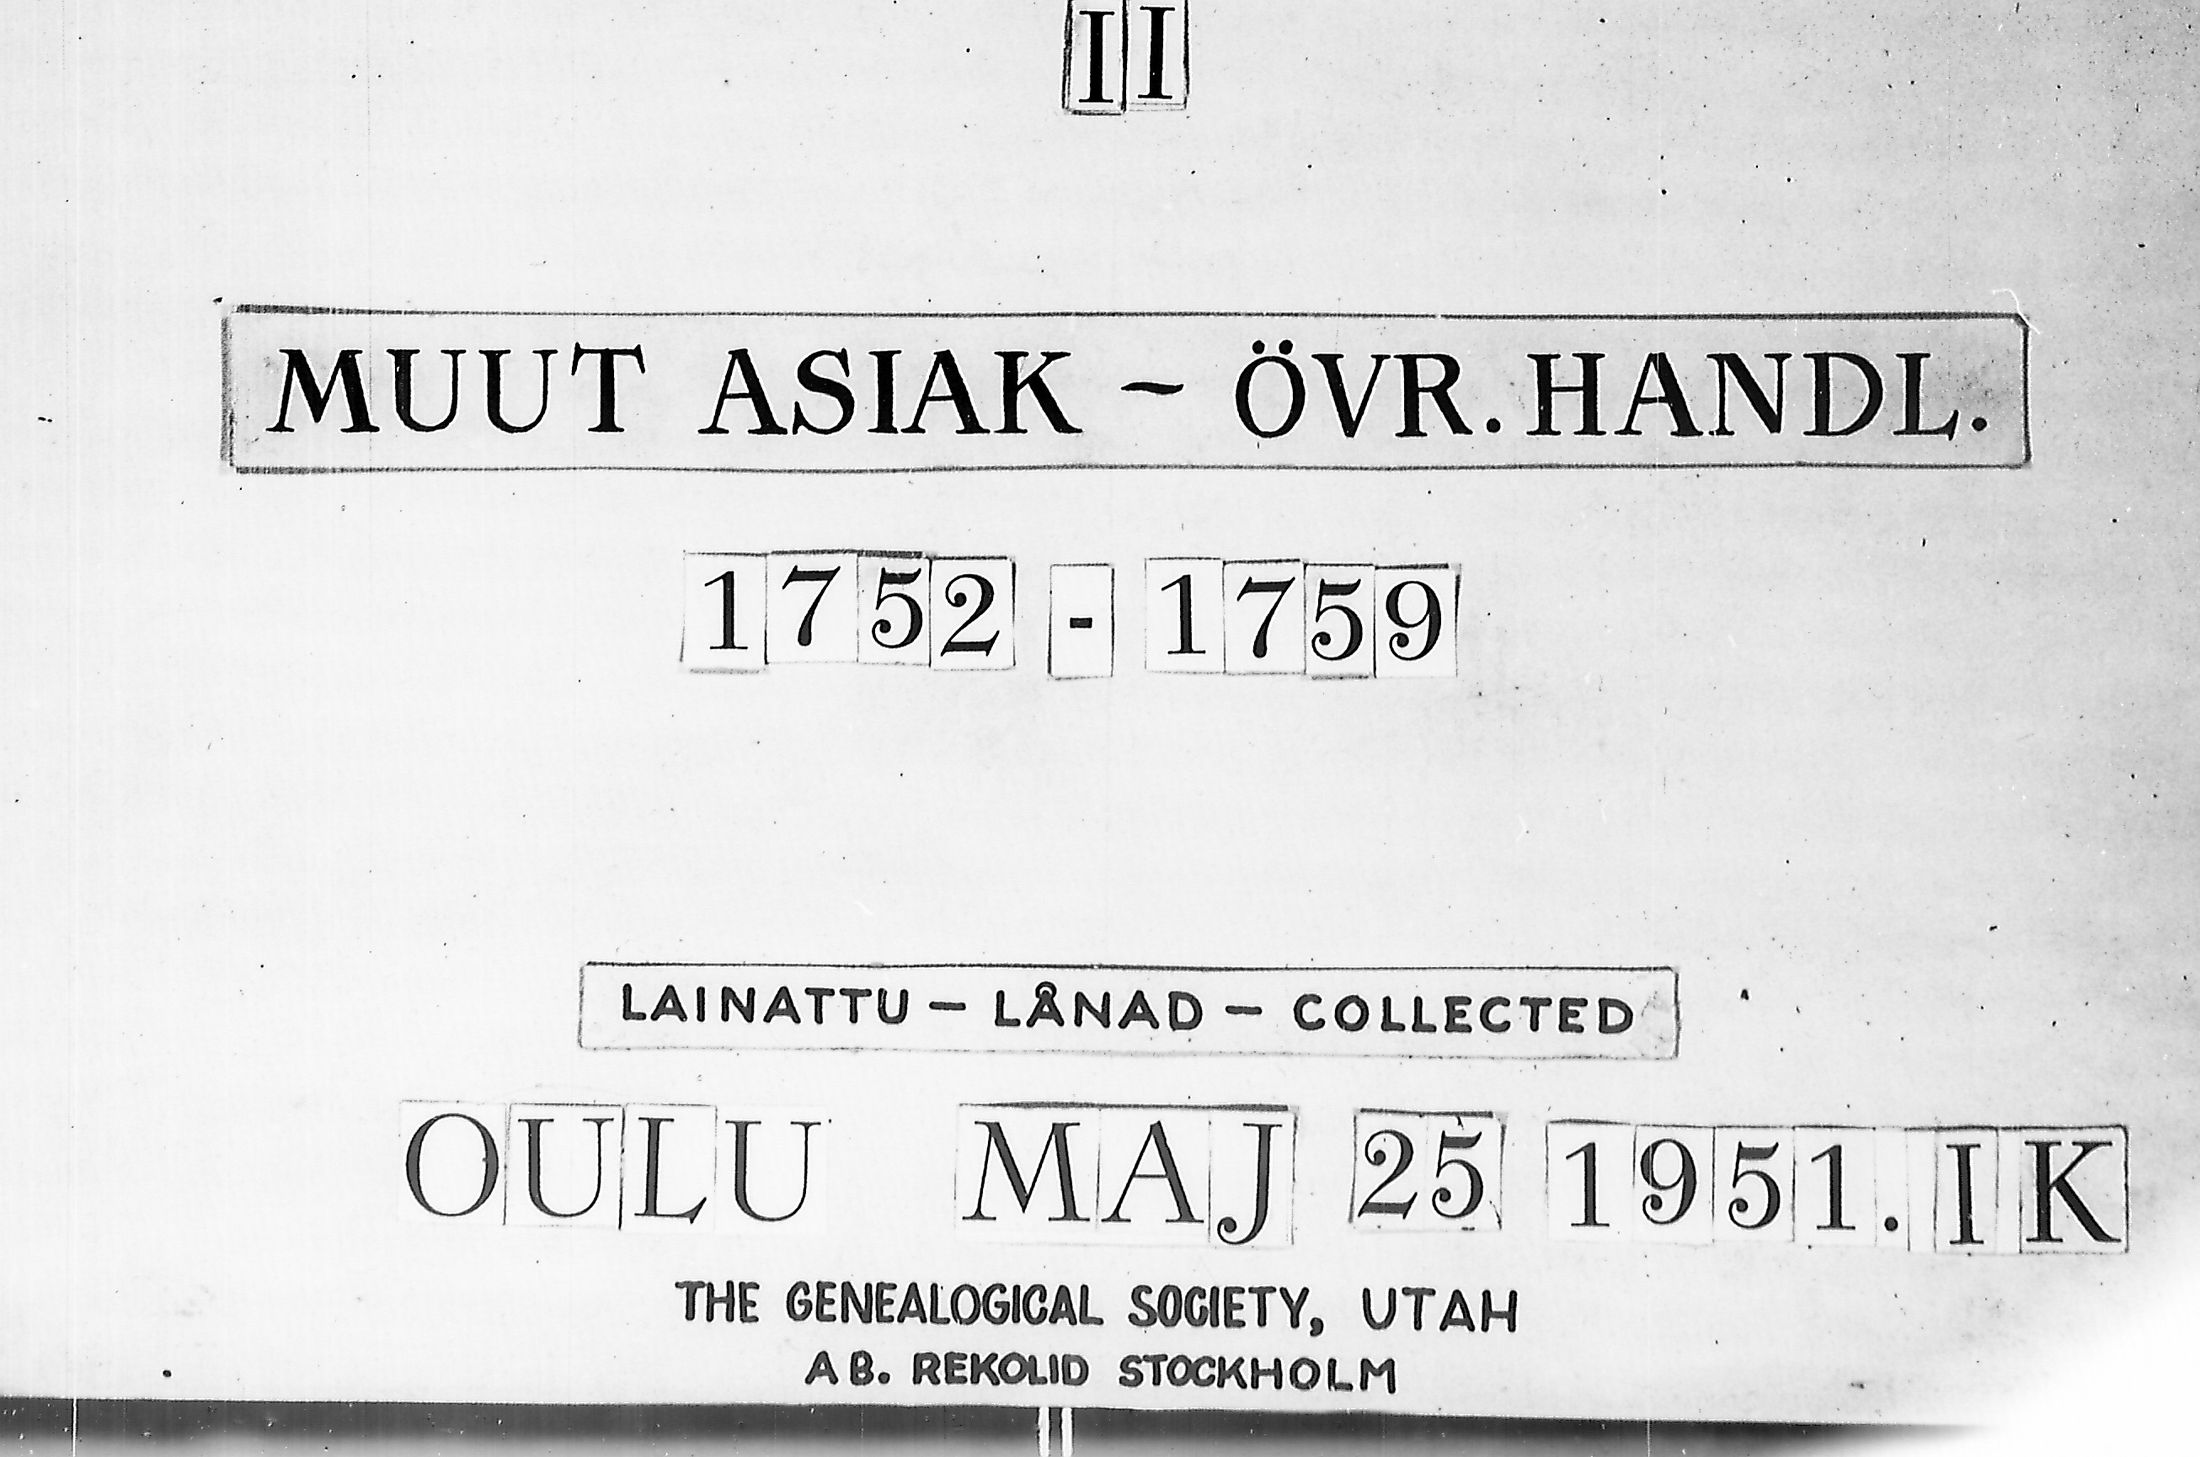 II
MUUT ASIAK – ÖVR. HANDL.
1752 - 1759
LAINATTU – LÅNAD – COLLECTED
OULU MAJ 25 1951. IK
THE GENEALOGICAL SOCIETY, UTAH
AB. REKOLID STOCKHOLM